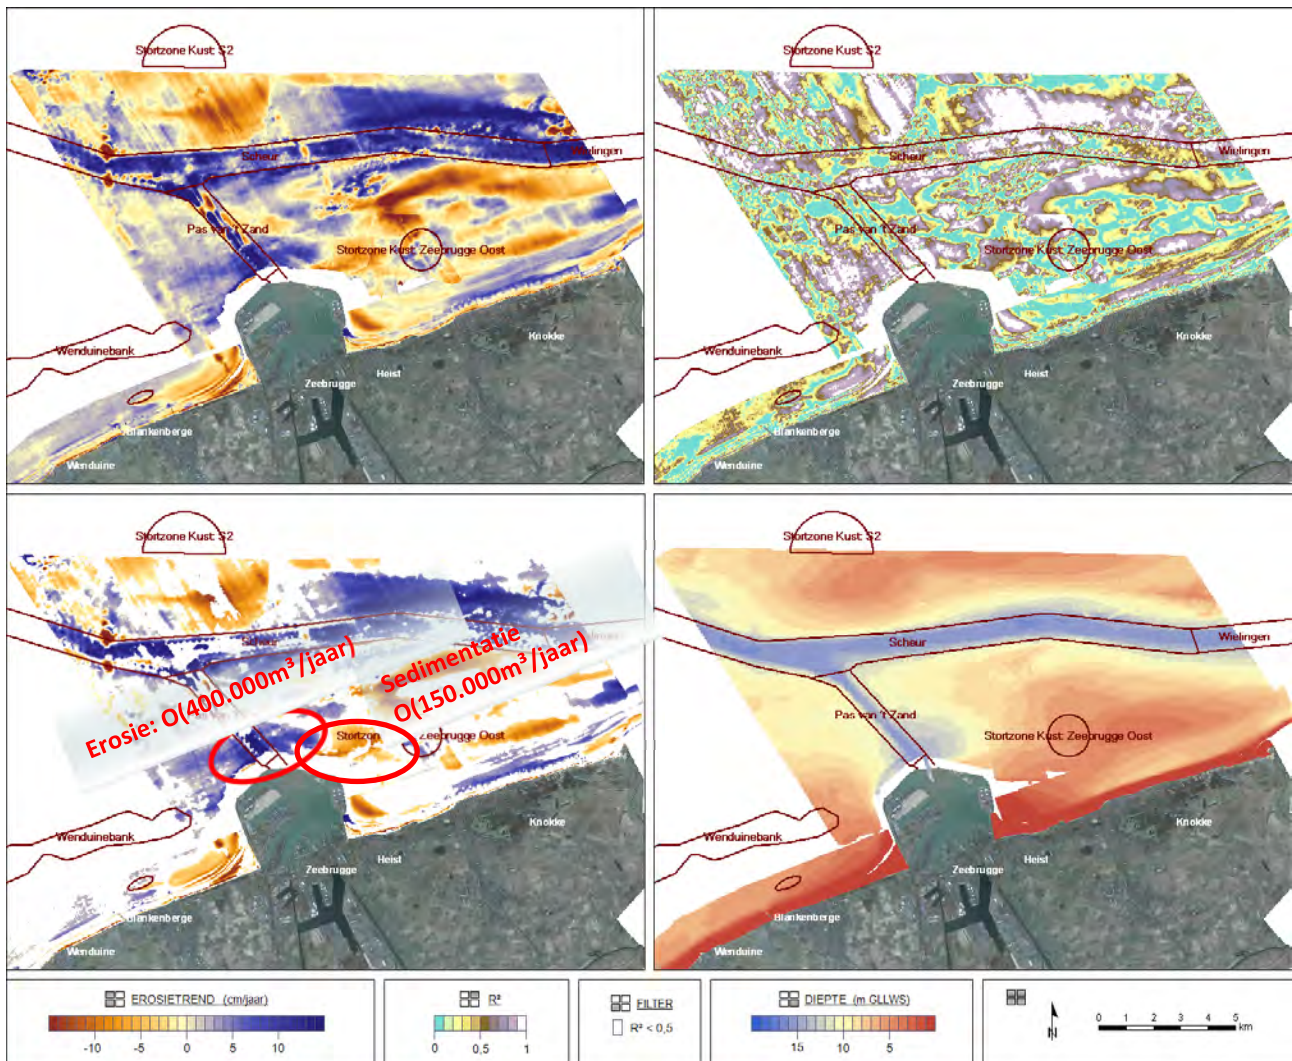 Stortzone Kust: S2
Scheur
Wielingen
Pas van 't Zand
Stortzone Kust: Zeebrugge Oost
Wenduinebank
Knokke
Heist
Zeebrugge
Blankenberge
Wenduine
Stortzone Kust: S2
Scheur
Wielingen
Pas van 't Zand
Stortzone Kust: Zeebrugge Oost
Wenduinebank
Knokke
Heist
Zeebrugge
Blankenberge
Wenduine
Stortzone Kust: S2
Scheur
Erosie: O(400.000m³/jaar)
Sedimentatie
O(150.000m³/jaar)
Stortzon
Zeebrugge Oost
Wenduinebank
Knokke
Heist
Zeebrugge
Blankenberge
Wenduine
Stortzone Kust: S2
Scheur
Wielingen
Pas van 't Zand
Stortzone Kust: Zeebrugge Oost
Wenduinebank
Knokke
Heist
Zeebrugge
Blankenberge
Wenduine
EROSIETREND (cm/jaar)
-10 -5 0 5 10
R²
0 0,5 1
FILTER
R² < 0,5
DIEPTE (m GLLWS)
15 10 5
N
0 1 2 3 4 5
km